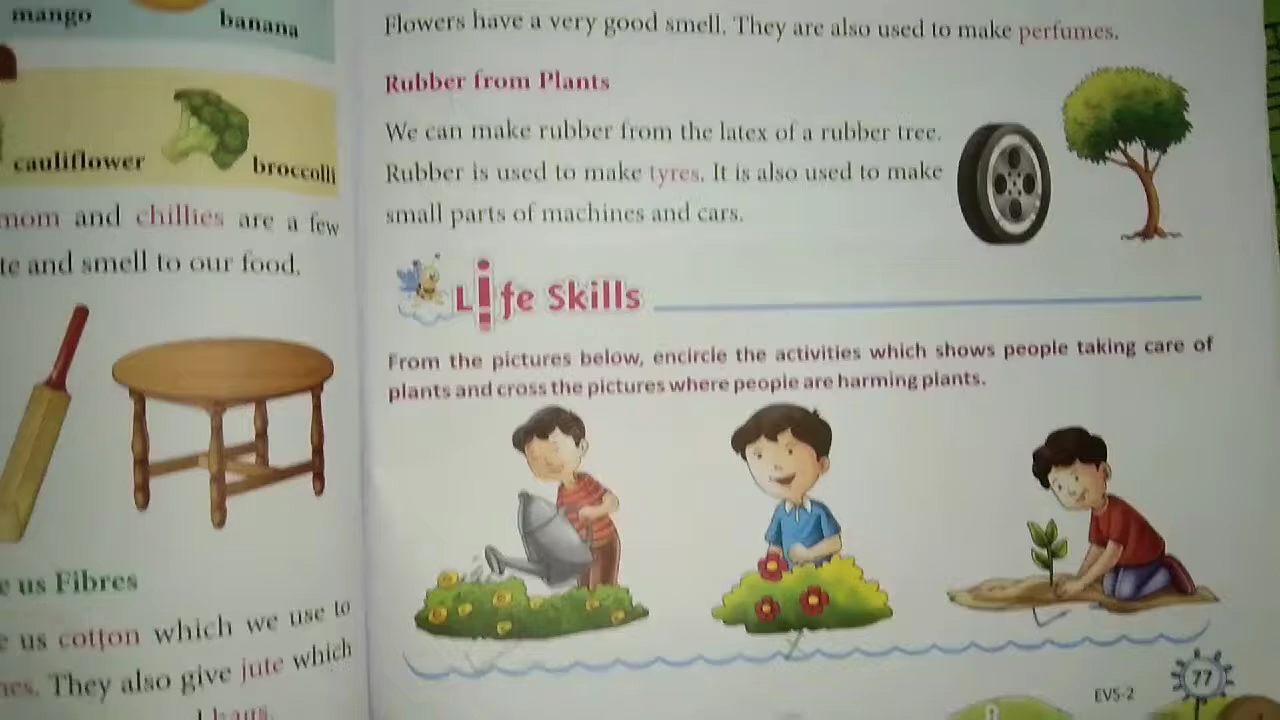 mango
banana
cauliflower
broccoli
and chillies are a few
and smell to our food.
us Fibres
us cotton which we use to
They also give jute which
Flowers have a very good smell. They are also used to make perfumes.
Rubber from Plants
We can make rubber from the latex of a rubber tree.
Rubber is used to make tyres. It is also used to make
small parts of machines and cars.
Life Skills
From the pictures below, encircle the activities which shows people taking care of
plants and cross the pictures where people are harming plants.
77
EVS-2